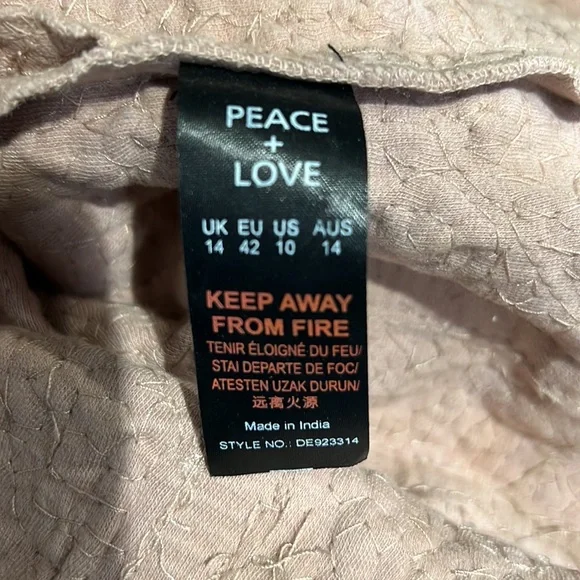 PEACE
+
LOVE
UK EU US AUS
14 42 10 14
KEEP AWAY
FROM FIRE
TENIR ÉLOIGNÉ DU FEU/
STAI DEPARTE DE FOC/
ATESTEN UZAK DURUN/
远离火源
Made in India
STYLE NO.: DE923314